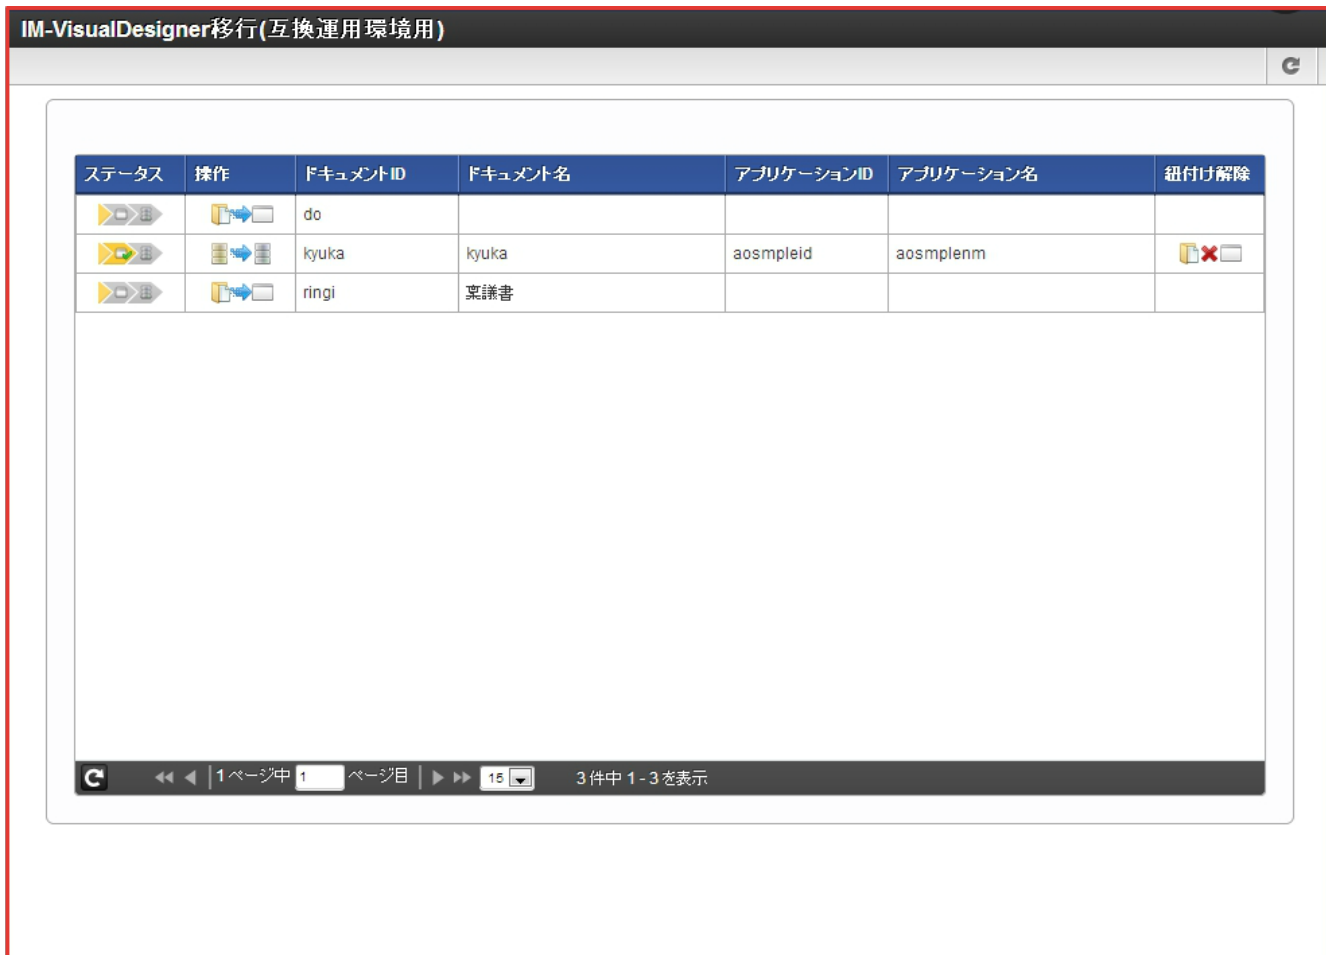 IM-VisualDesigner移行(互換運用環境用)
ステータス 操作 ドキュメントID ドキュメント名 アプリケーションID アプリケーション名 紐付け解除
do
kyuka kyuka aosmpleid aosmplenm
ringi 稟議書
1 ページ中 1 ページ目 15 3 件中 1 - 3 を表示